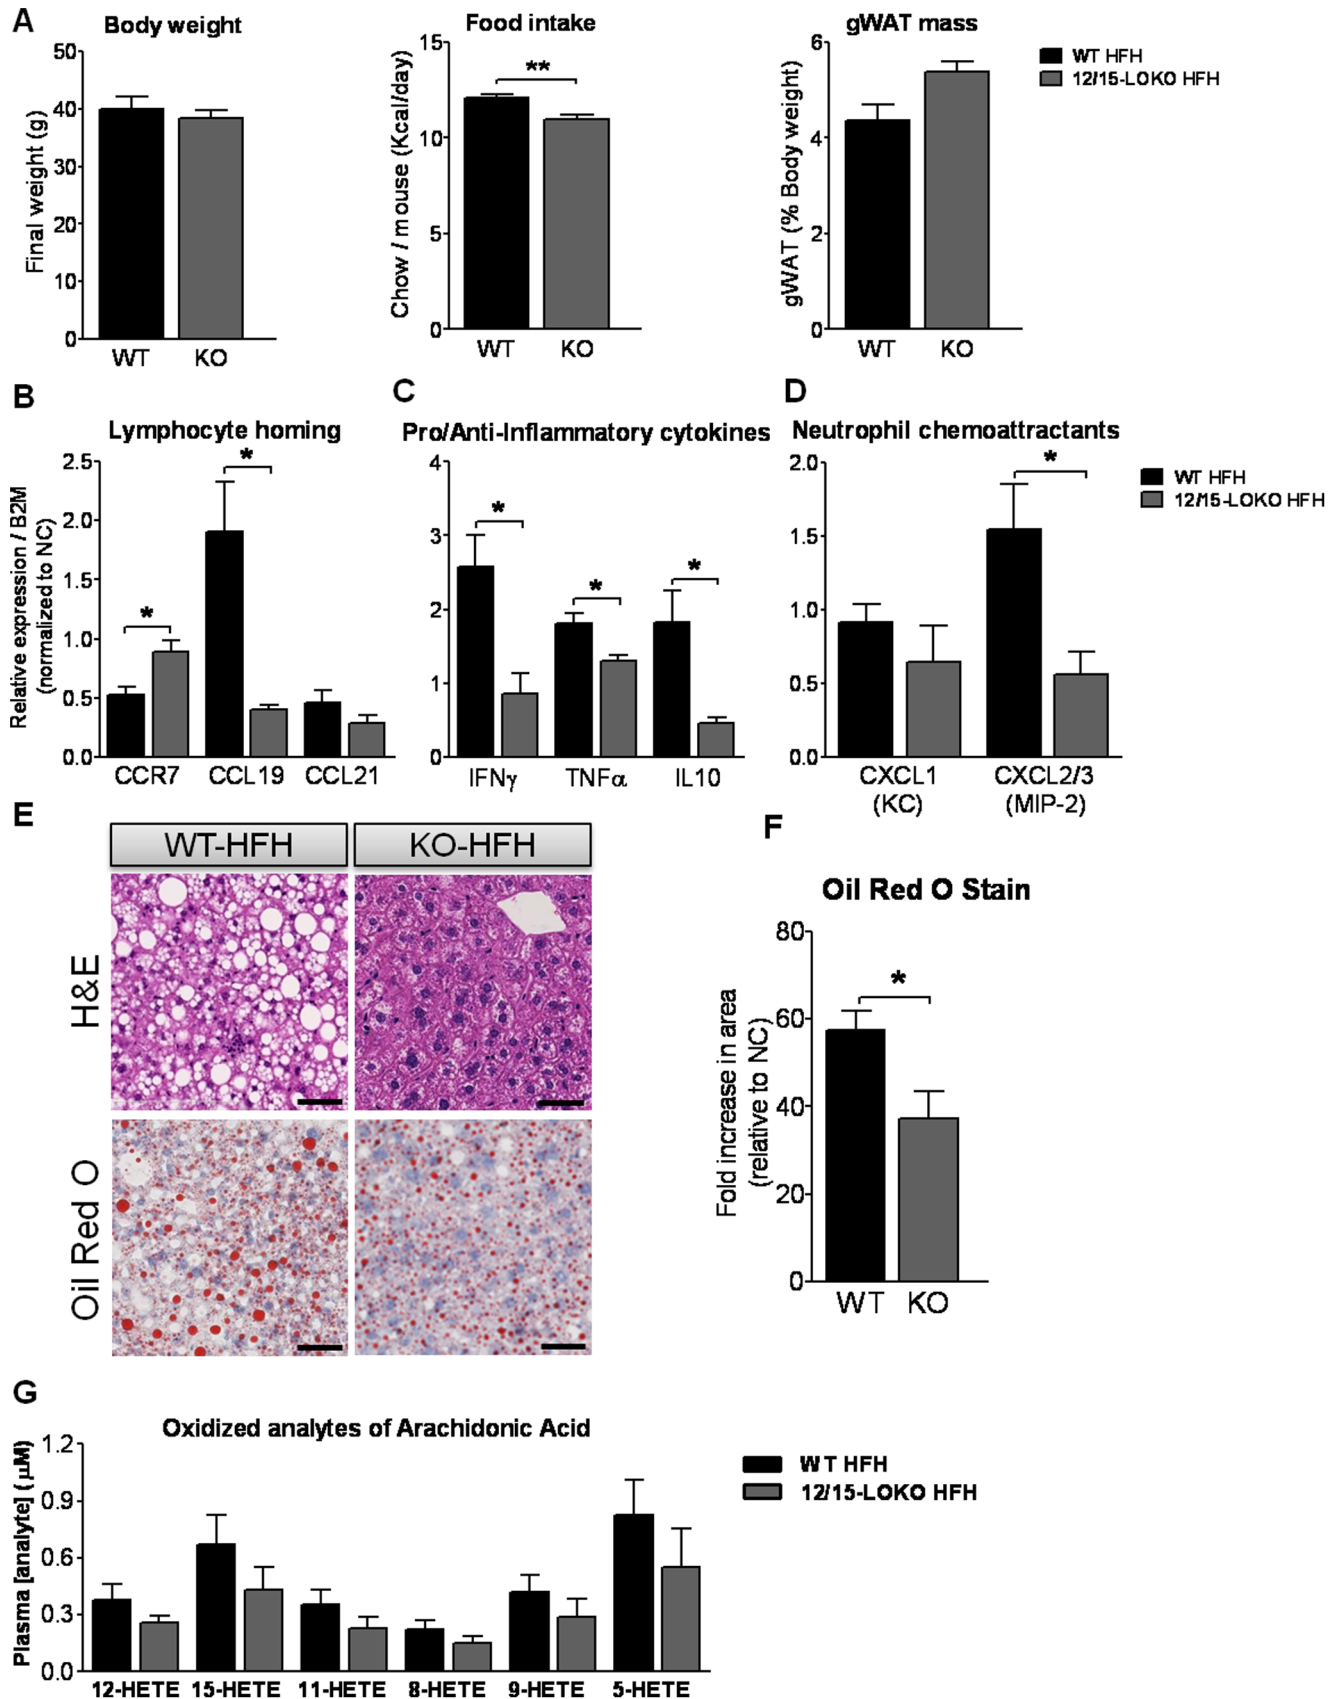 A
Body weight
Food intake
gWAT mass
WT HFH
12/15-LOKO HFH
Final weight (g)
50
40
30
20
10
0
WT KO
Chow / mouse (Kcal/day)
15
10
5
0
**
WT KO
gWAT (% Body weight)
6
4
2
0
WT KO
B
Lymphocyte homing
Relative expression / B2M
(normalized to NC)
2.5
2.0
1.5
1.0
0.5
0.0
*
*
CCR7 CCL19 CCL21
C
Pro/Anti-Inflammatory cytokines
4
3
2
1
0
*
*
*
IFNγ TNFα IL10
D
Neutrophil chemoattractants
2.0
1.5
1.0
0.5
0.0
*
CXCL1 CXCL2/3
(KC) (MIP-2)
WT HFH
12/15-LOKO HFH
E
WT-HFH KO-HFH
H&E
Oil Red O
F
Oil Red O Stain
Fold increase in area
(relative to NC)
80
60
40
20
0
*
WT KO
G
Oxidized analytes of Arachidonic Acid
Plasma [analyte] (μM)
1.2
0.9
0.6
0.3
0.0
12-HETE 15-HETE 11-HETE 8-HETE 9-HETE 5-HETE
WT HFH
12/15-LOKO HFH